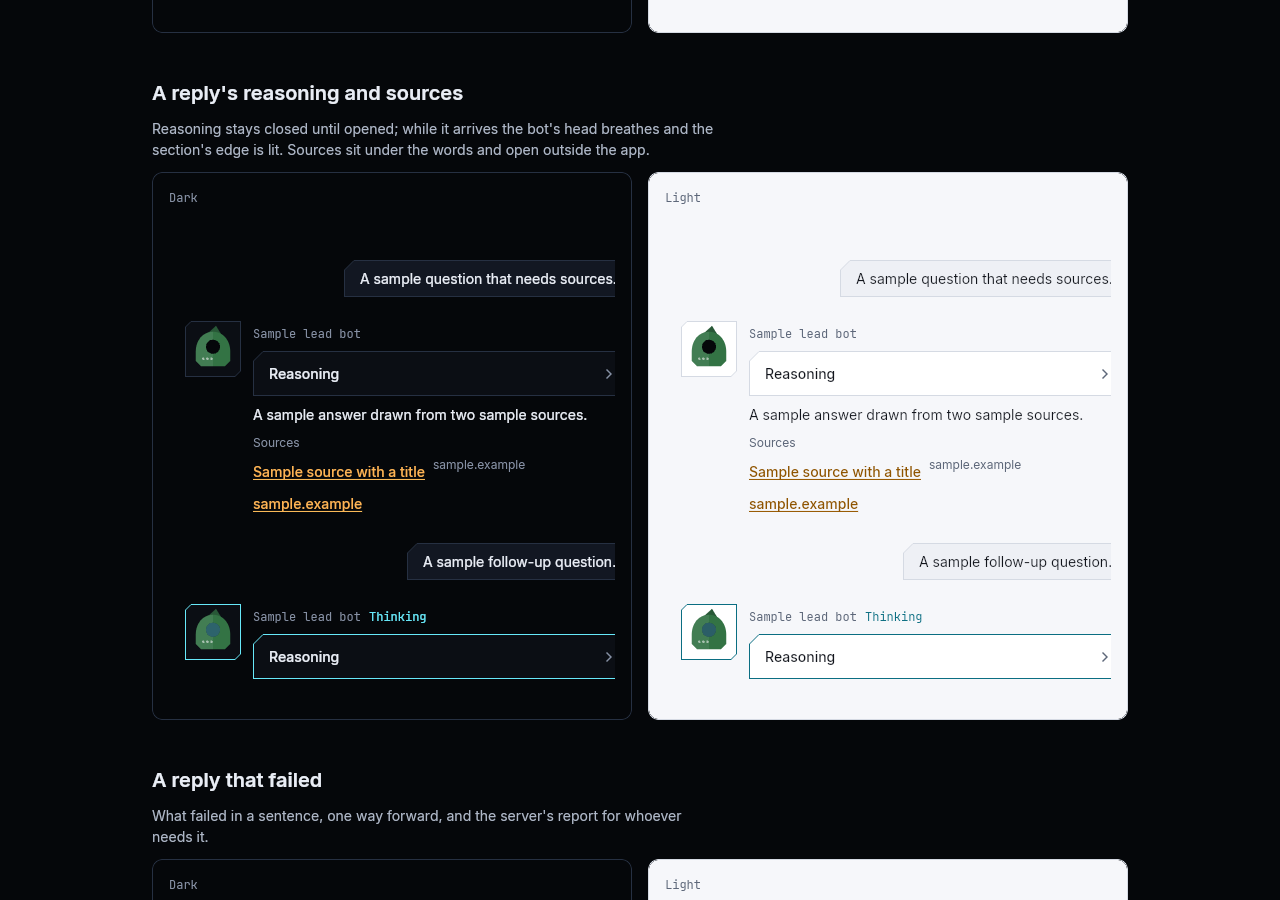 A reply's reasoning and sources
Reasoning stays closed until opened; while it arrives the bot's head breathes and the
section's edge is lit. Sources sit under the words and open outside the app.
Dark
A sample question that needs sources.
Sample lead bot
Reasoning
A sample answer drawn from two sample sources.
Sources
Sample source with a title sample.example
sample.example
A sample follow-up question.
Sample lead bot Thinking
Reasoning
Light
A sample question that needs sources.
Sample lead bot
Reasoning
A sample answer drawn from two sample sources.
Sources
Sample source with a title sample.example
sample.example
A sample follow-up question.
Sample lead bot Thinking
Reasoning
A reply that failed
What failed in a sentence, one way forward, and the server's report for whoever
needs it.
Dark
Light